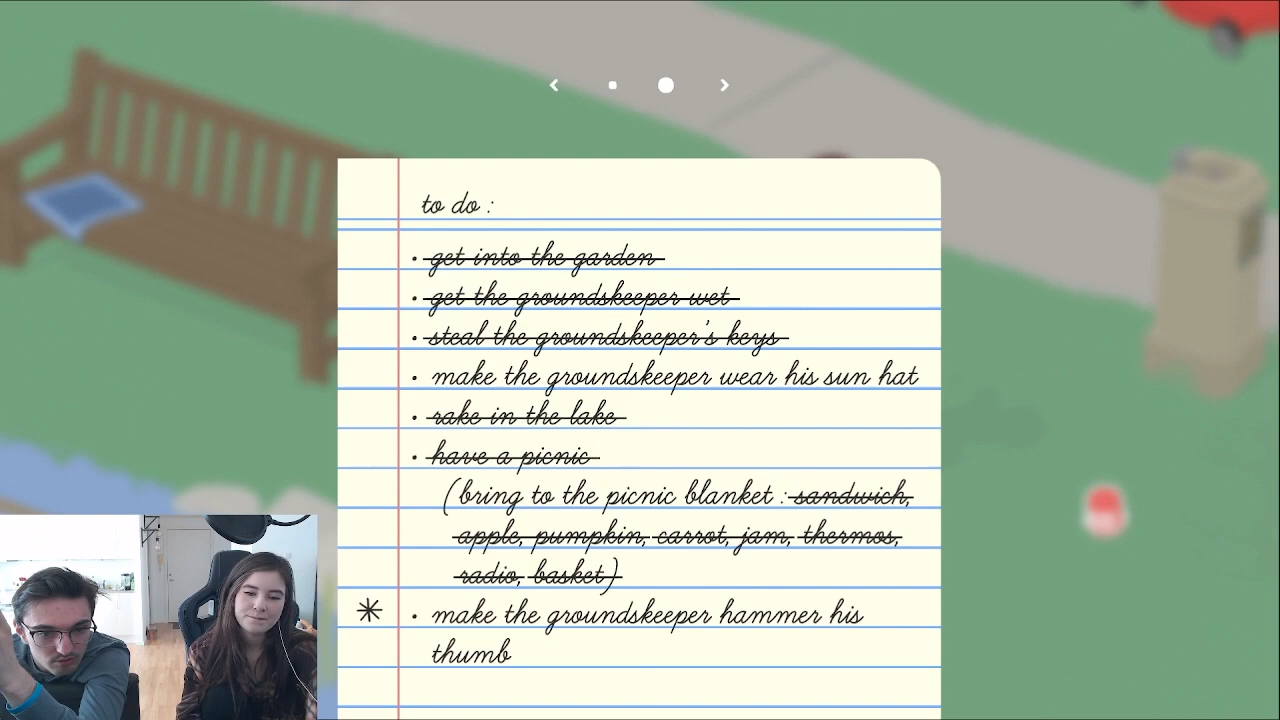 to do :
• get into the garden
• get the groundskeeper wet
• steal the groundskeeper's keys
• make the groundskeeper wear his sun hat
• rake in the lake
• have a picnic
(bring to the picnic blanket : sandwich,
apple, pumpkin, carrot, jam, thermos,
radio, basket)
* • make the groundskeeper hammer his
thumb